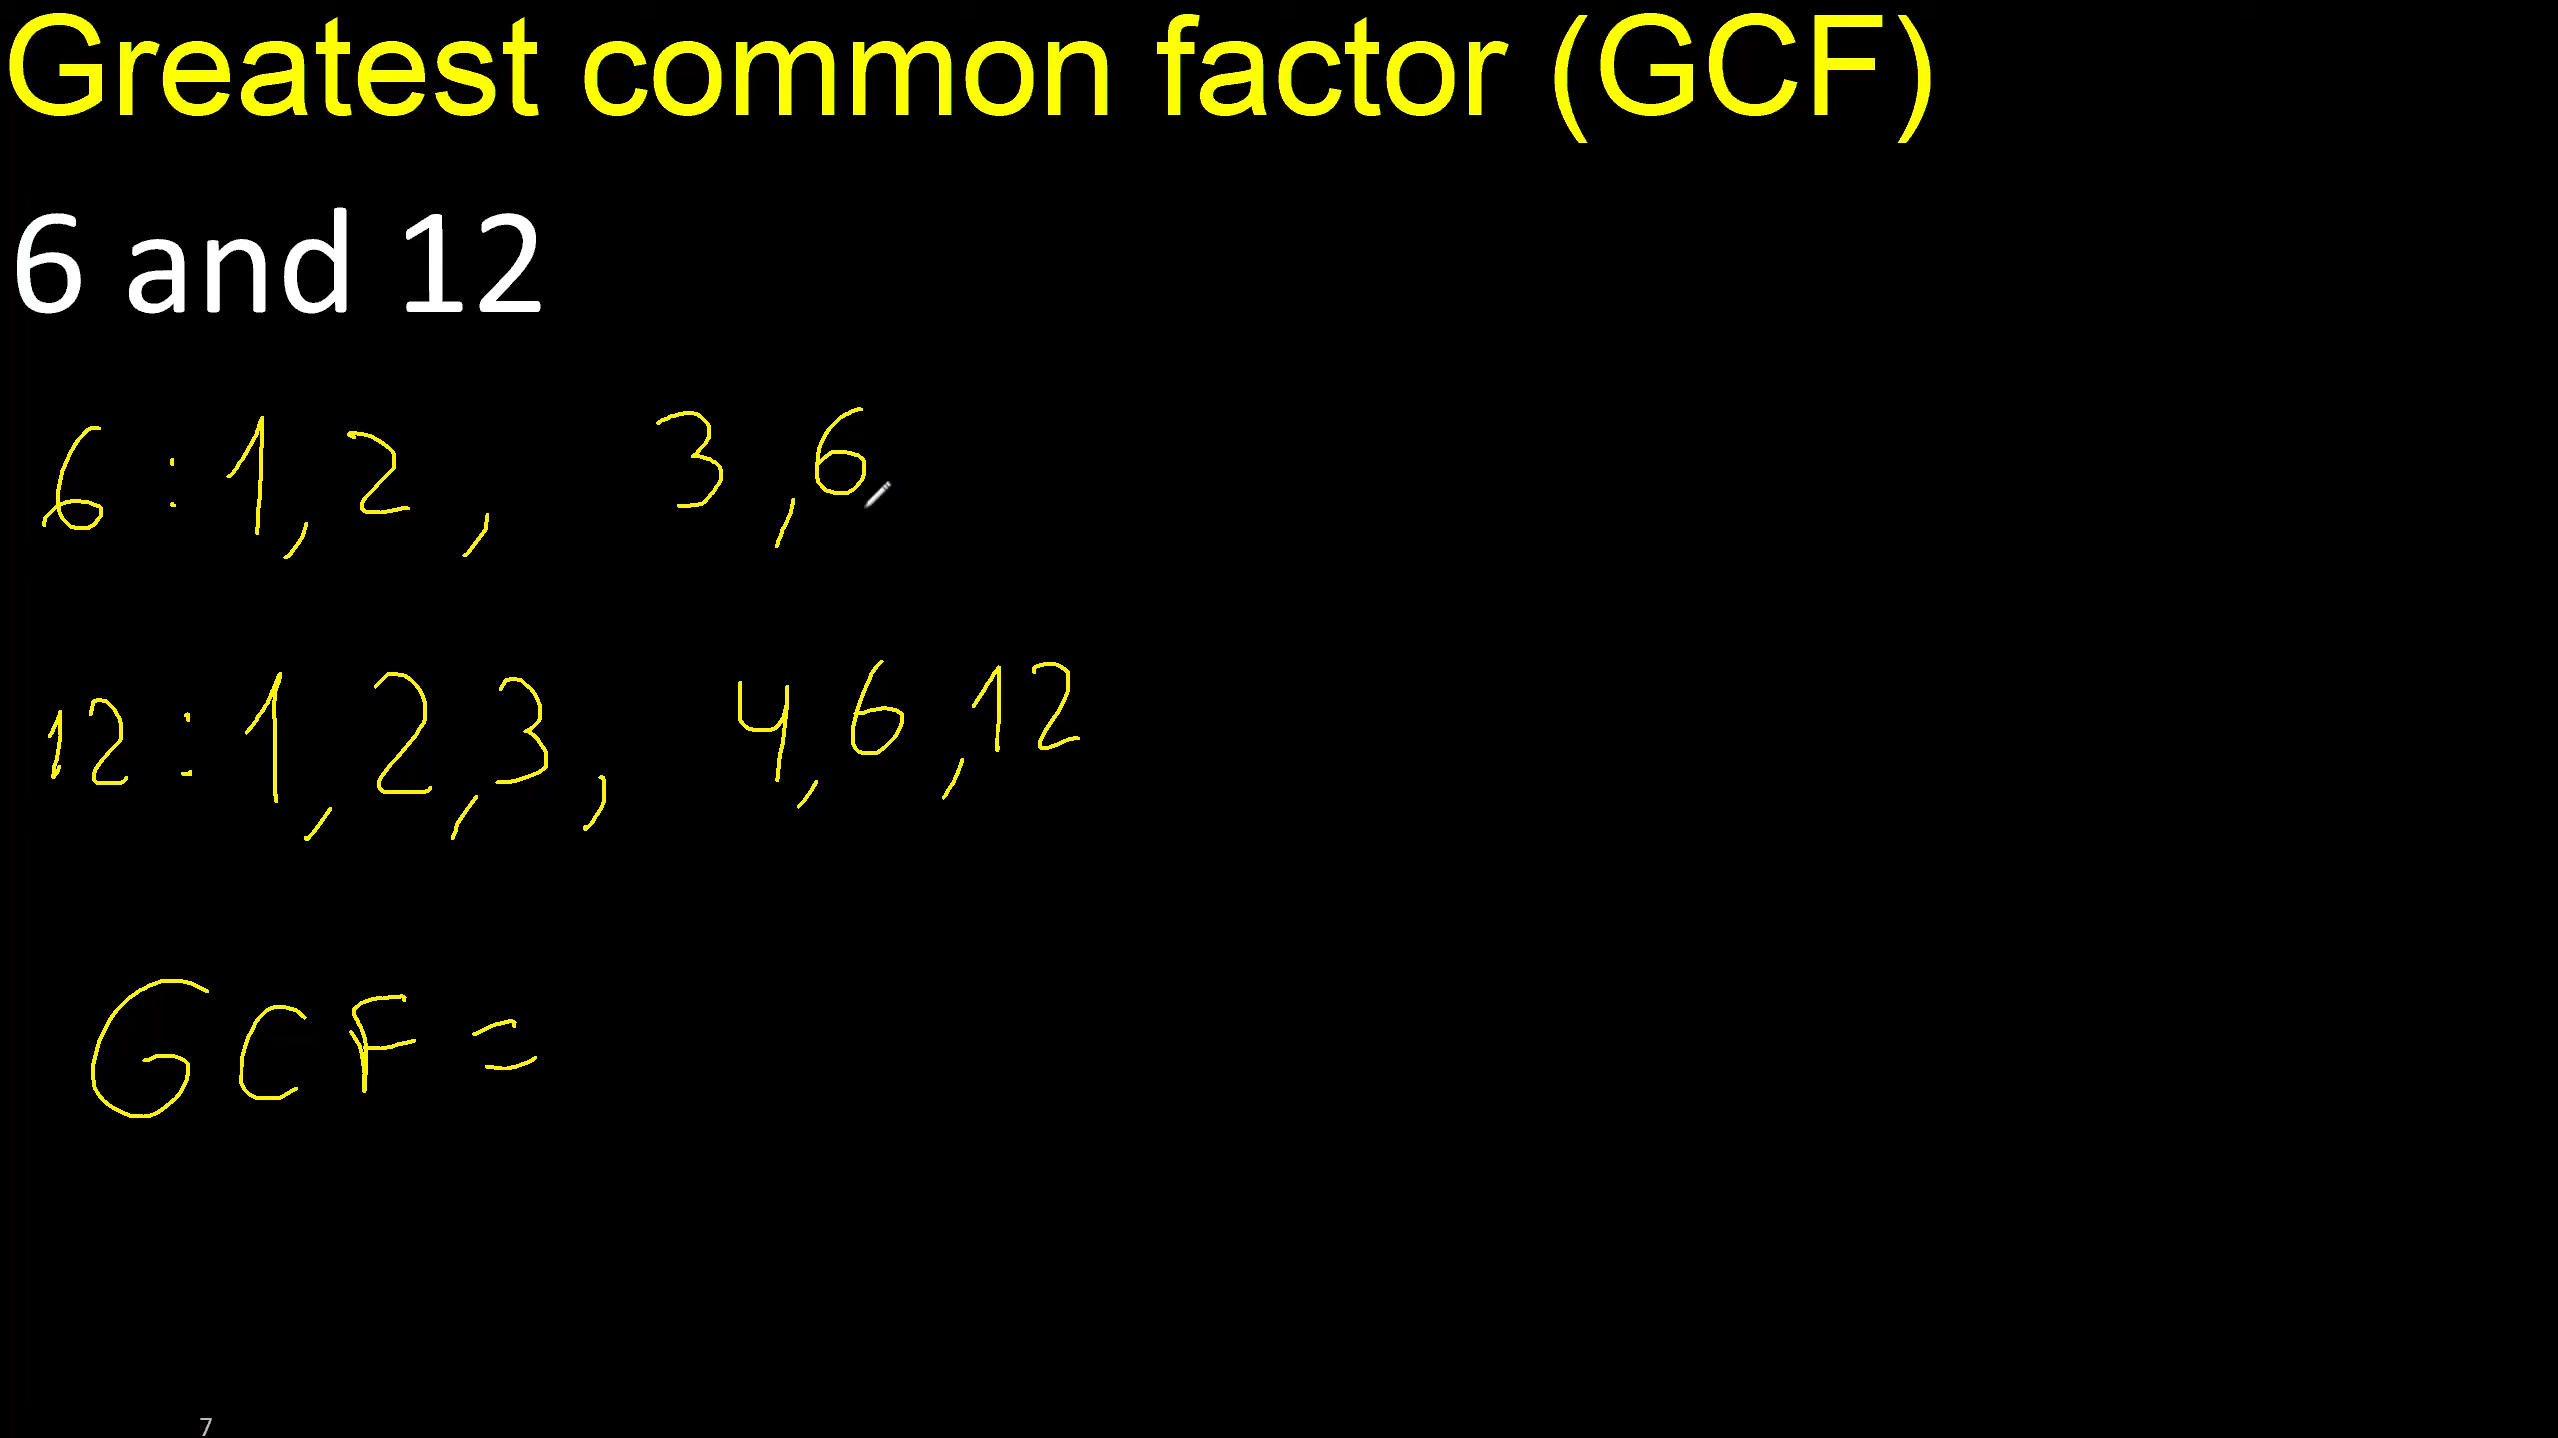 Greatest common factor (GCF)
6 and 12
6 : 1, 2, 3, 6,
12 : 1, 2, 3, 4, 6, 12
GCF =
7